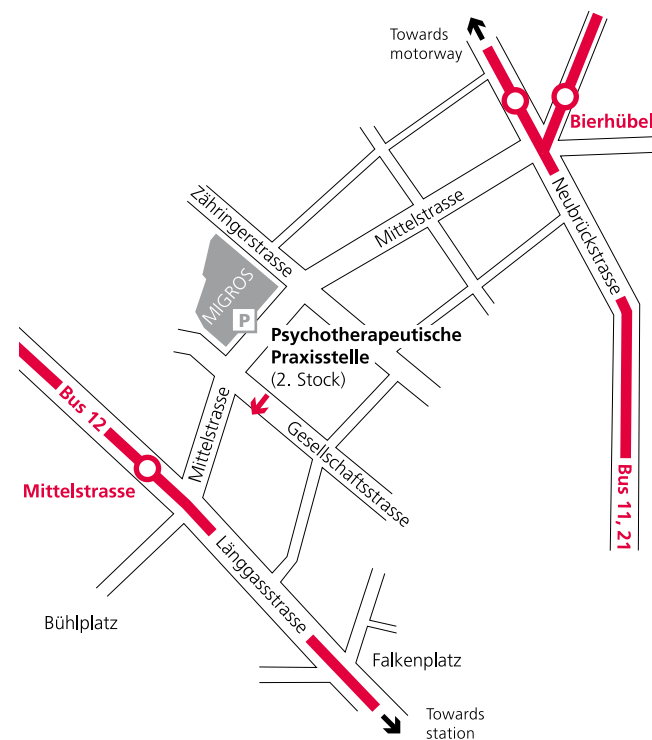 Towards
motorway
Bierhübel
Neubrückstrasse
Mittelstrasse
Zähringerstrasse
MIGROS
P
Psychotherapeutische
Praxisstelle
(2. Stock)
Bus 12
Mittelstrasse
Gesellschaftsstrasse
Mittelstrasse
Bus 11, 21
Länggassstrasse
Bühlplatz
Falkenplatz
Towards
station